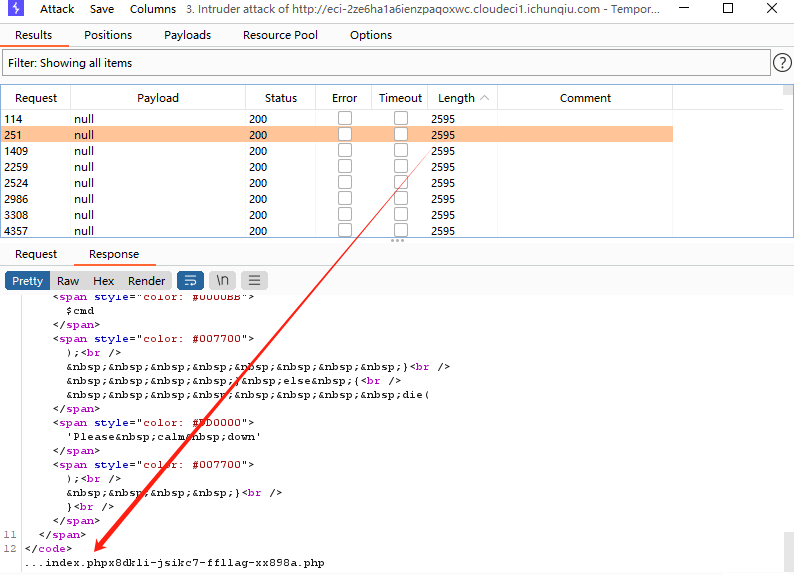 Attack Save Columns 3. Intruder attack of http://eci-2ze6ha1a6ienzpaqoxwc.cloudeci1.ichunqiu.com - Tempor...
Results Positions Payloads Resource Pool Options
Filter: Showing all items
?
Request Payload Status Error Timeout Length Comment
114 null 200 2595
251 null 200 2595
1409 null 200 2595
2259 null 200 2595
2524 null 200 2595
2986 null 200 2595
3308 null 200 2595
4357 null 200 2595
Request Response
Pretty Raw Hex Render \n
<span style="color: #0000BB">
$cmd
</span>
<span style="color: #007700">
);<br />
&nbsp;&nbsp;&nbsp;&nbsp;&nbsp;&nbsp;&nbsp;&nbsp;}<br />
&nbsp;&nbsp;&nbsp;&nbsp;}&nbsp;else&nbsp;{<br />
&nbsp;&nbsp;&nbsp;&nbsp;&nbsp;&nbsp;&nbsp;&nbsp;die(
</span>
<span style="color: #DD0000">
'Please&nbsp;calm&nbsp;down'
</span>
<span style="color: #007700">
);<br />
&nbsp;&nbsp;&nbsp;&nbsp;}<br />
}<br />
</span>
11 </span>
12 </code>
...index.phpx8dkli-jsikc7-ffllag-xx898a.php